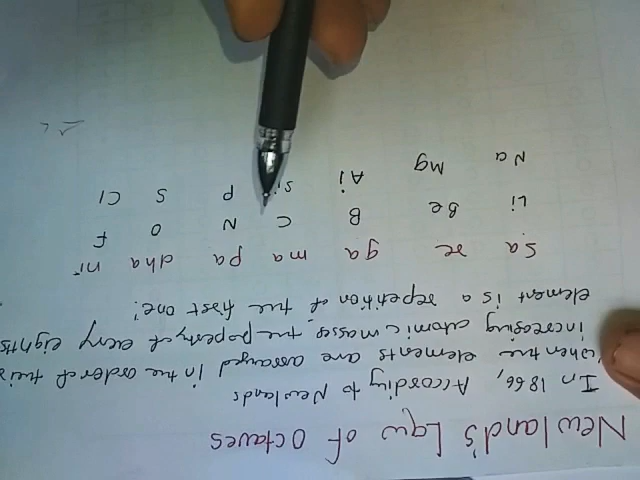 Newland's Law of Octaves
In 1866, According to Newlands
when the elements are arranged in the order of their
increasing atomic masses the property of every eights
element is a repetition of the first one'.
Sa re ga ma pa dha ni
Li Be B C N O F
Na Mg Al Si P S Cl